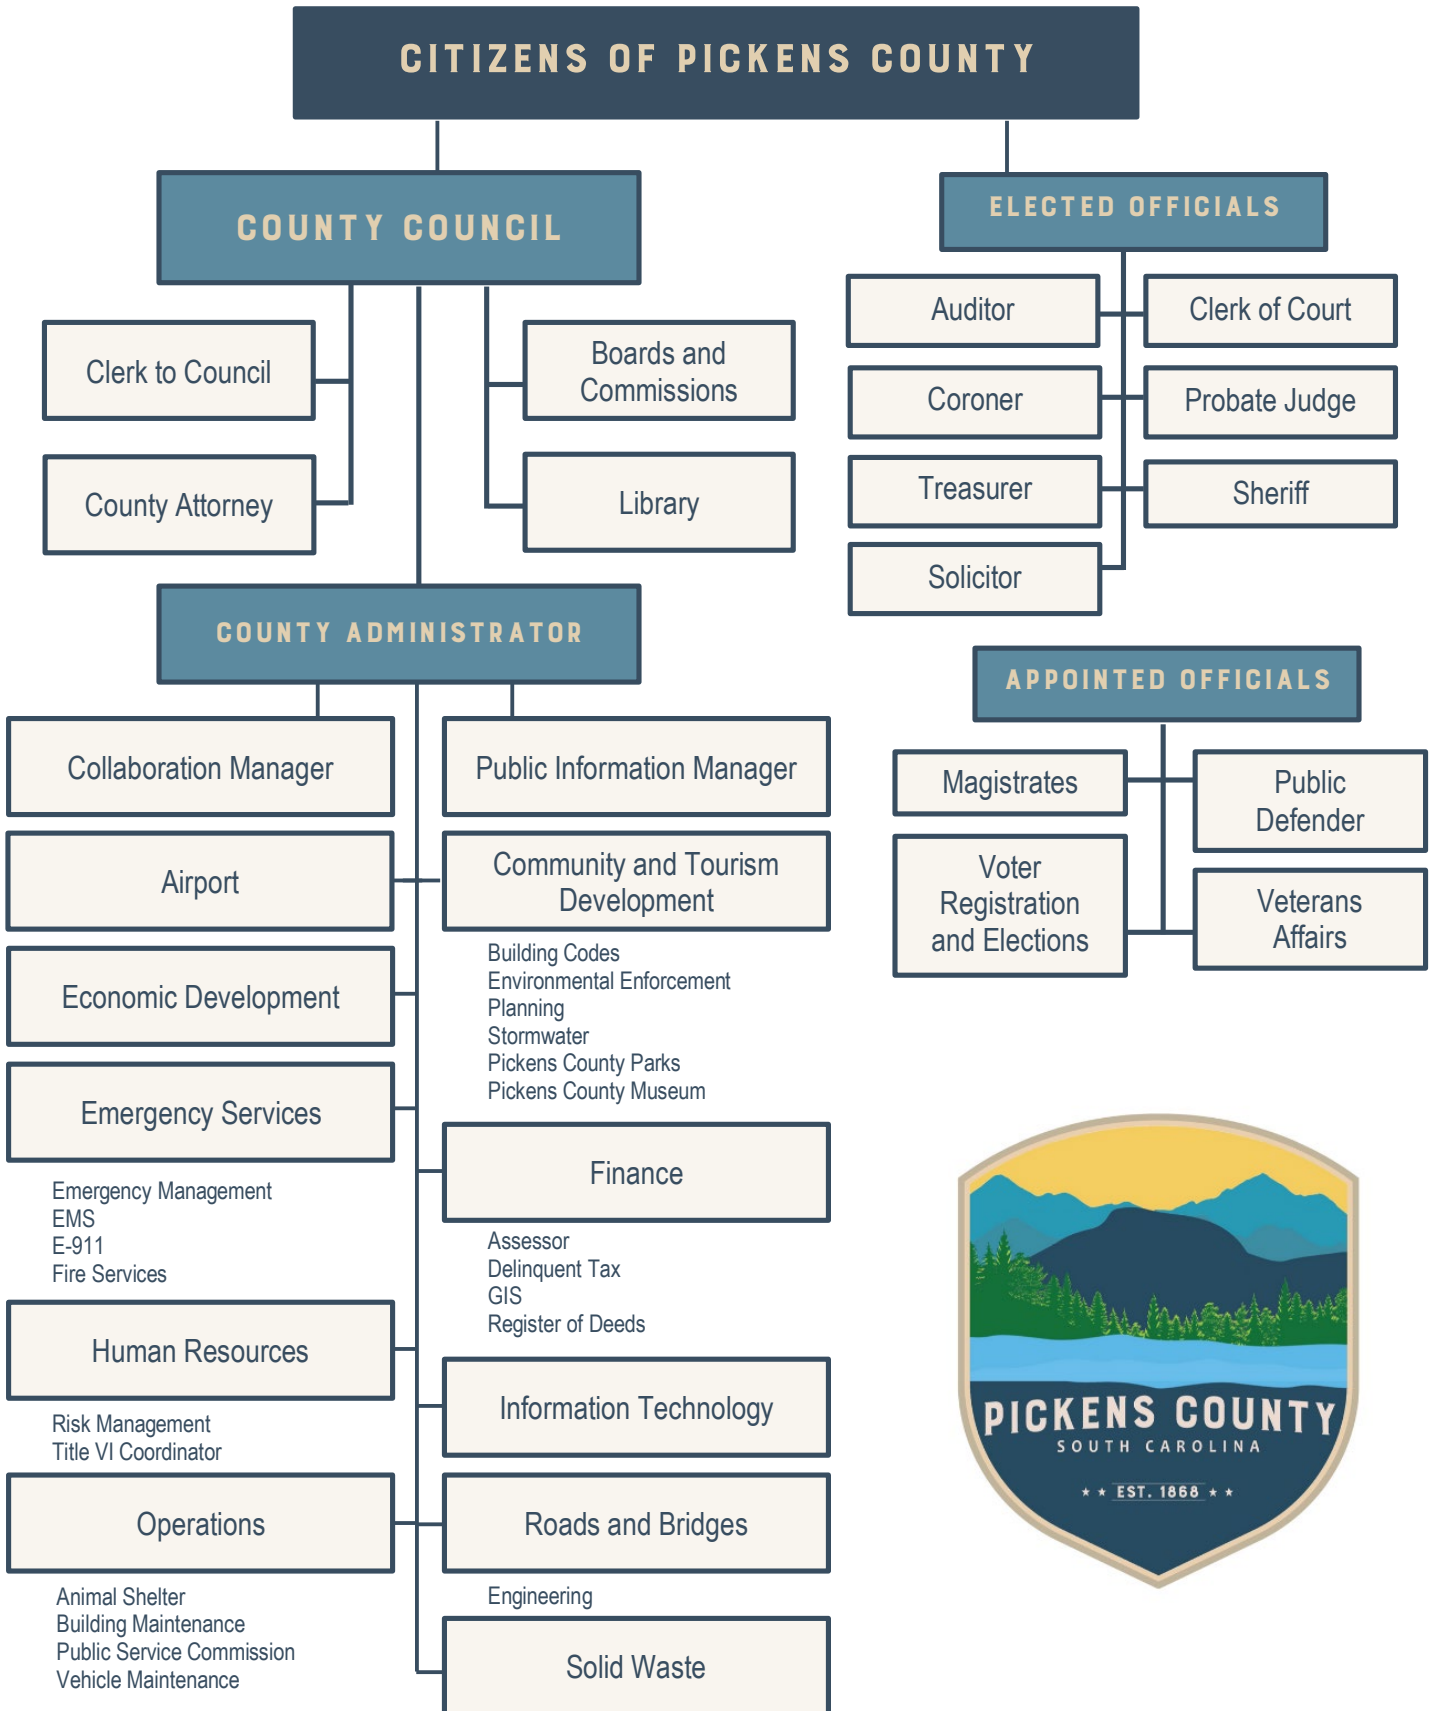 CITIZENS OF PICKENS COUNTY
COUNTY COUNCIL
Clerk to Council
County Attorney
Boards and
Commissions
Library
ELECTED OFFICIALS
Auditor
Clerk of Court
Coroner
Probate Judge
Treasurer
Sheriff
Solicitor
COUNTY ADMINISTRATOR
Collaboration Manager
Public Information Manager
Airport
Community and Tourism
Development
Building Codes
Environmental Enforcement
Planning
Stormwater
Pickens County Parks
Pickens County Museum
Economic Development
Emergency Services
Emergency Management
EMS
E-911
Fire Services
Finance
Assessor
Delinquent Tax
GIS
Register of Deeds
Human Resources
Risk Management
Title VI Coordinator
Information Technology
Operations
Animal Shelter
Building Maintenance
Public Service Commission
Vehicle Maintenance
Roads and Bridges
Engineering
Solid Waste
APPOINTED OFFICIALS
Magistrates
Public
Defender
Voter
Registration
and Elections
Veterans
Affairs
PICKENS COUNTY
SOUTH CAROLINA
★ ★ EST. 1868 ★ ★